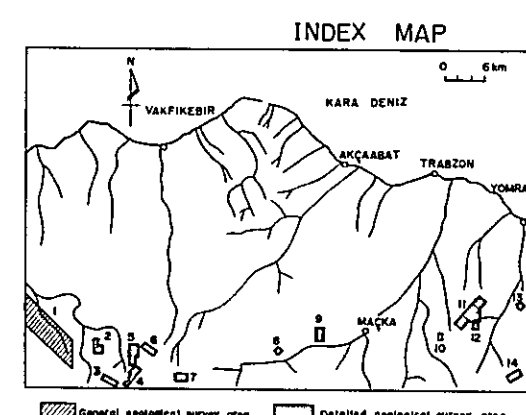 INDEX MAP
N
0 6 km
VAKFIKEBIR
KARA DENIZ
AKÇAABAT
TRABZON
YOMRA
1
2
3
4
5
6
7
8
9
MAÇKA
10
11
12
13
14
General geological survey area
Detailed geological survey area